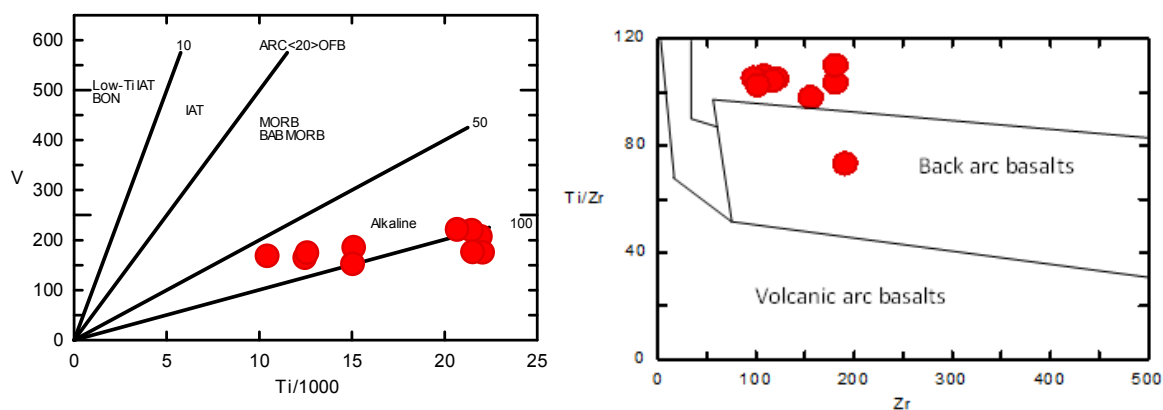 600
500
400
300
200
100
0
V
0
5
10
15
20
25
Ti/1000
10
ARC<20>OFB
Low-Ti IAT
BON
IAT
MORB
BAB MORB
50
Alkaline
100
120
80
40
0
Ti/Zr
0
100
200
300
400
500
Zr
Back arc basalts
Volcanic arc basalts